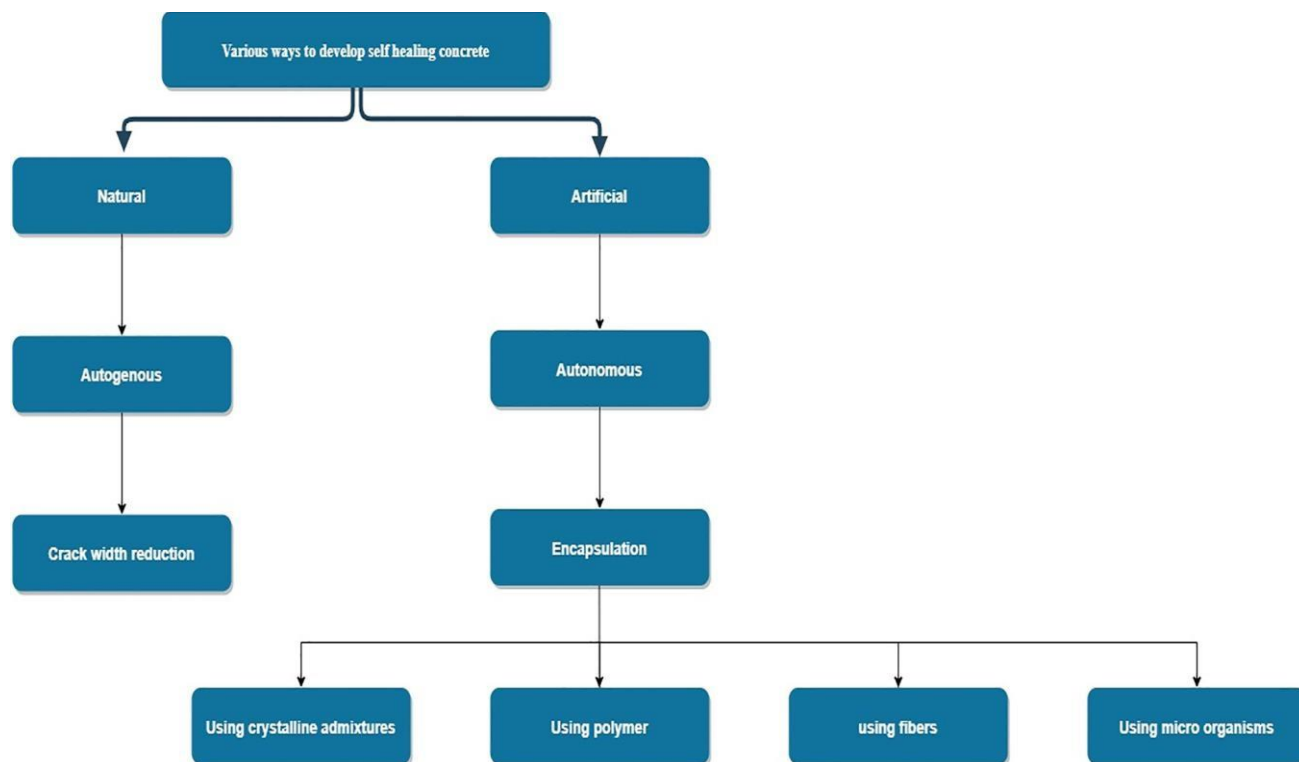 Various ways to develop self healing concrete
Natural
Artificial
Autogenous
Autonomous
Crack width reduction
Encapsulation
Using crystalline admixtures
Using polymer
using fibers
Using micro organisms